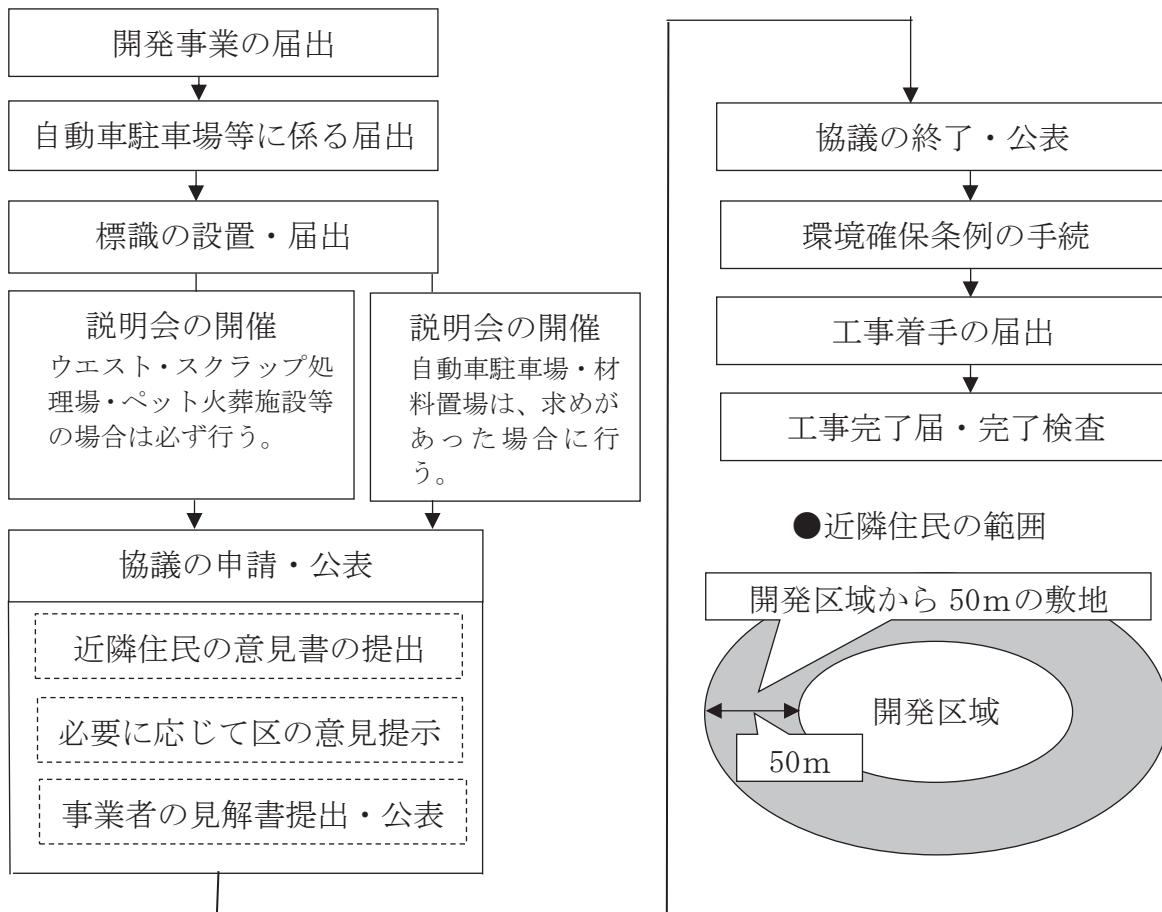 開発事業の届出
自動車駐車場等に係る届出
標識の設置・届出
説明会の開催
ウエスト・スクラップ処
理場・ペット火葬施設等
の場合は必ず行う。
説明会の開催
自動車駐車場・材
料置場は、求めが
あった場合に行
う。
協議の申請・公表
近隣住民の意見書の提出
必要に応じて区の意見提示
事業者の見解書提出・公表
協議の終了・公表
環境確保条例の手続
工事着手の届出
工事完了届・完了検査
●近隣住民の範囲
開発区域から 50mの敷地
開発区域
50m